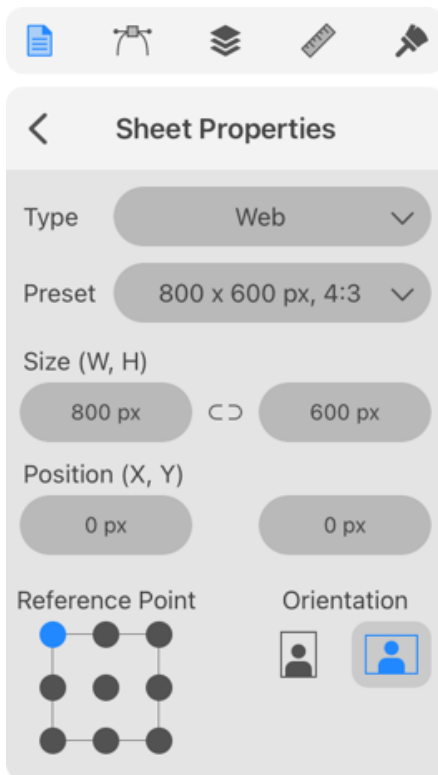 Sheet Properties
Type Web
Preset 800 x 600 px, 4:3
Size (W, H)
800 px 600 px
Position (X, Y)
0 px 0 px
Reference Point Orientation